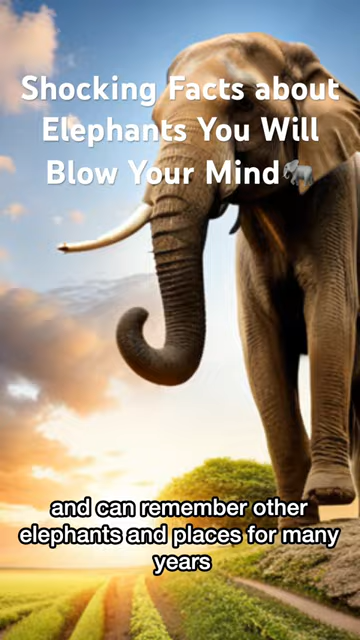 Shocking Facts about
Elephants You Will
Blow Your Mind🐘
and can remember other
elephants and places for many
years